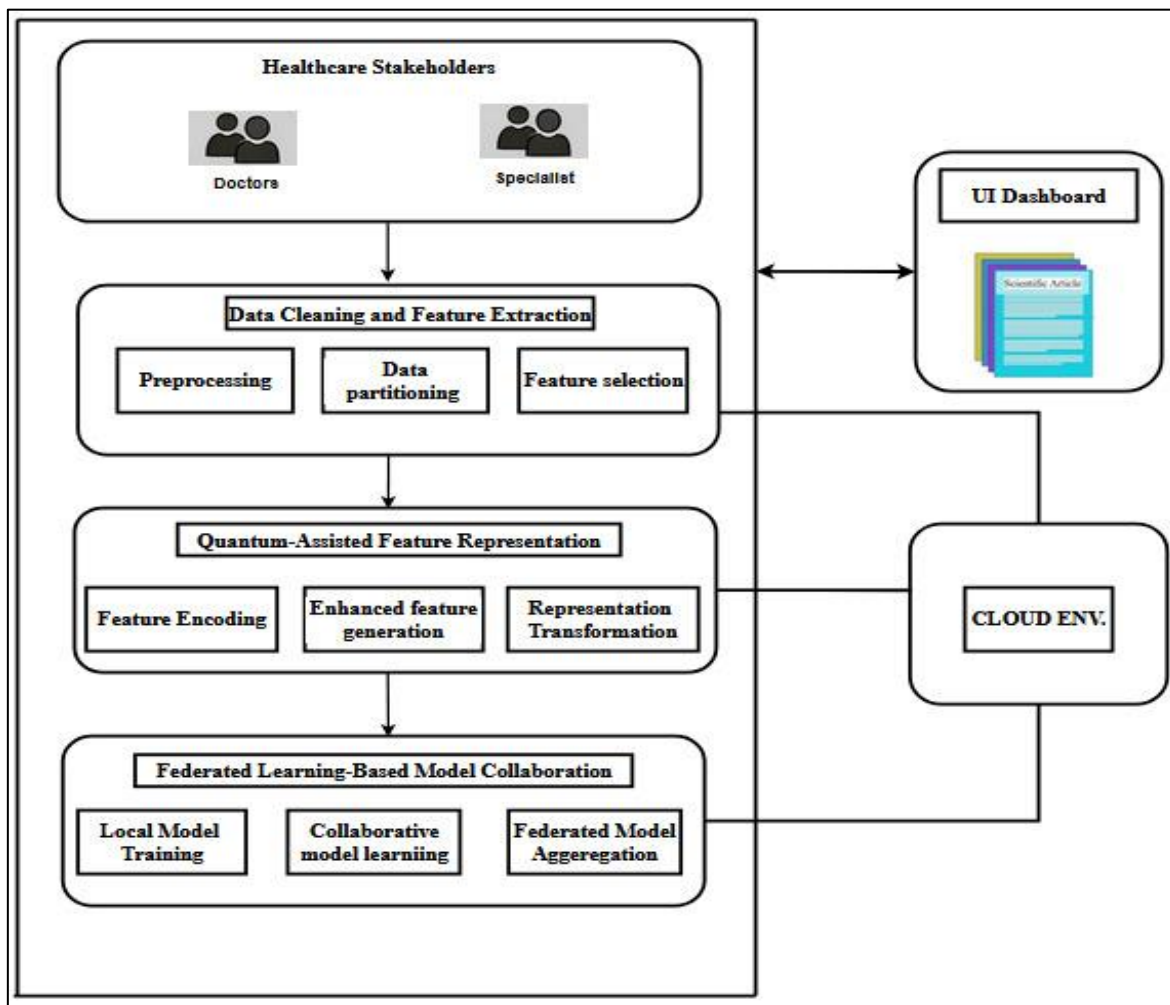 Healthcare Stakeholders
Doctors
Specialist
UI Dashboard
Scientific Article
Data Cleaning and Feature Extraction
Preprocessing
Data
partitioning
Feature selection
Quantum-Assisted Feature Representation
Feature Encoding
Enhanced feature
generation
Representation
Transformation
CLOUD ENV.
Federated Learning-Based Model Collaboration
Local Model
Training
Collaborative
model learniing
Federated Model
Aggeregation